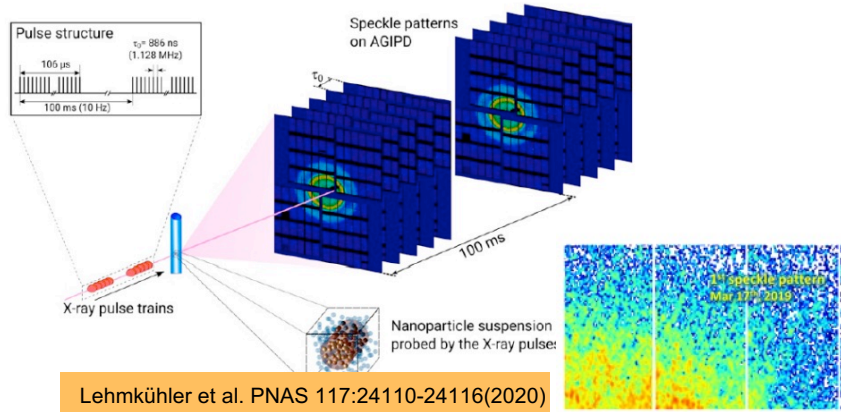 Pulse structure
τ₀= 886 ns
(1.128 MHz)
106 µs
100 ms (10 Hz)
Speckle patterns
on AGIPD
τ₀
100 ms
X-ray pulse trains
Nanoparticle suspension
probed by the X-ray pulses
1st speckle pattern
Mar 17th, 2019
Lehmkühler et al. PNAS 117:24110-24116(2020)